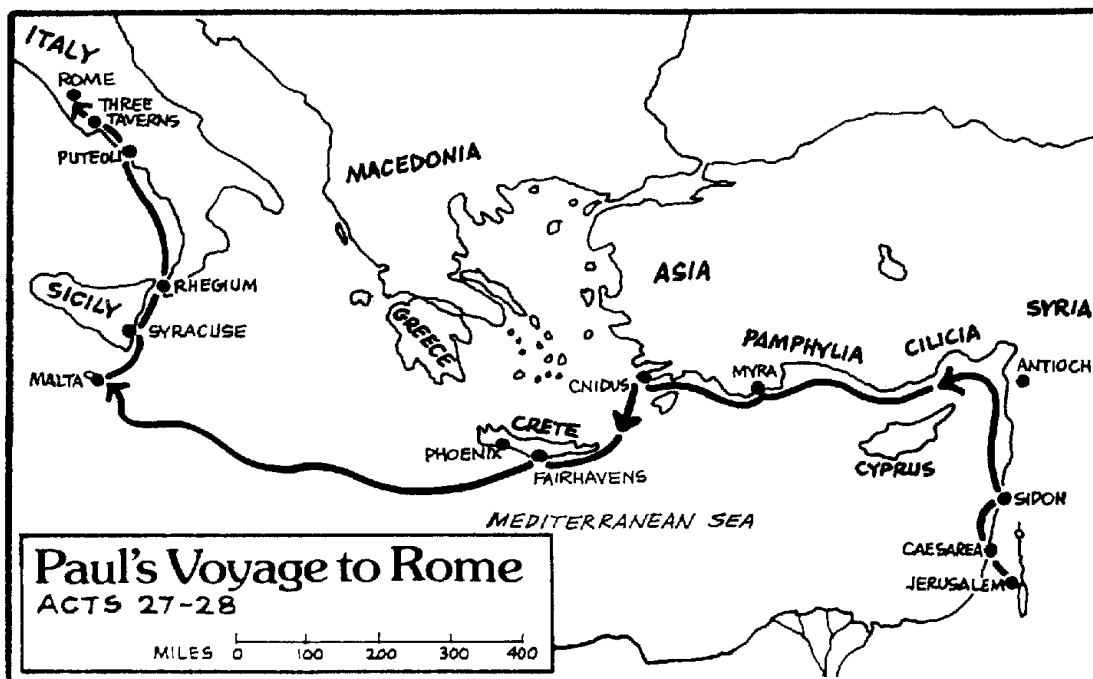 ITALY
ROME
THREE
TAVERNS
PUTEOLI
MACEDONIA
ASIA
SYRIA
RHEGIUM
SICILY
SYRACUSE
GREECE
PAMPHYLIA
CILICIA
MALTA
CNIDUS
MYRA
ANTIOCH
CRETE
PHOENIX
FAIRHAVENS
CYPRUS
MEDITERRANEAN SEA
SIDON
CAESAREA
JERUSALEM
Paul's Voyage to Rome
ACTS 27-28
MILES 0 100 200 300 400